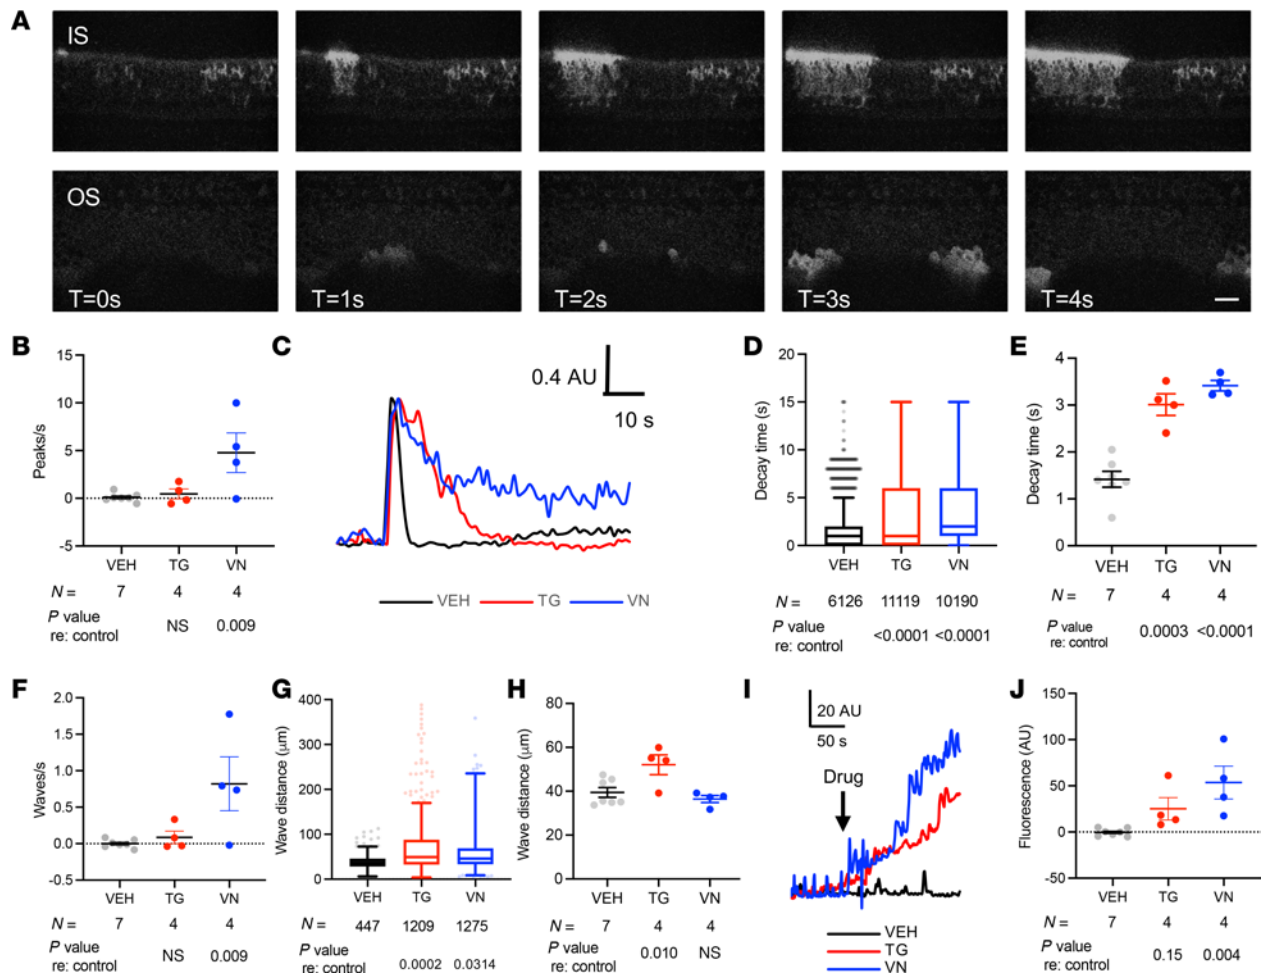 A
IS
OS
T=0s T=1s T=2s T=3s T=4s
B
15
10
5
0
-5
Peaks/s
VEH TG VN
N = 7 4 4
P value
re: control NS 0.009
C
0.4 AU
10 s
VEH TG VN
D
20
15
10
5
0
Decay time (s)
VEH TG VN
N = 6126 11119 10190
P value
re: control <0.0001 <0.0001
E
4
3
2
1
0
Decay time (s)
VEH TG VN
N = 7 4 4
P value
re: control 0.0003 <0.0001
F
2.0
1.5
1.0
0.5
0.0
-0.5
Waves/s
VEH TG VN
N = 7 4 4
P value
re: control NS 0.009
G
400
300
200
100
0
Wave distance (μm)
VEH TG VN
N = 447 1209 1275
P value
re: control 0.0002 0.0314
H
80
60
40
20
0
Wave distance (μm)
VEH TG VN
N = 7 4 4
P value
re: control 0.010 NS
I
20 AU
50 s
Drug
VEH
TG
VN
J
150
100
50
0
-50
Fluorescence (AU)
VEH TG VN
N = 7 4 4
P value
re: control 0.15 0.004